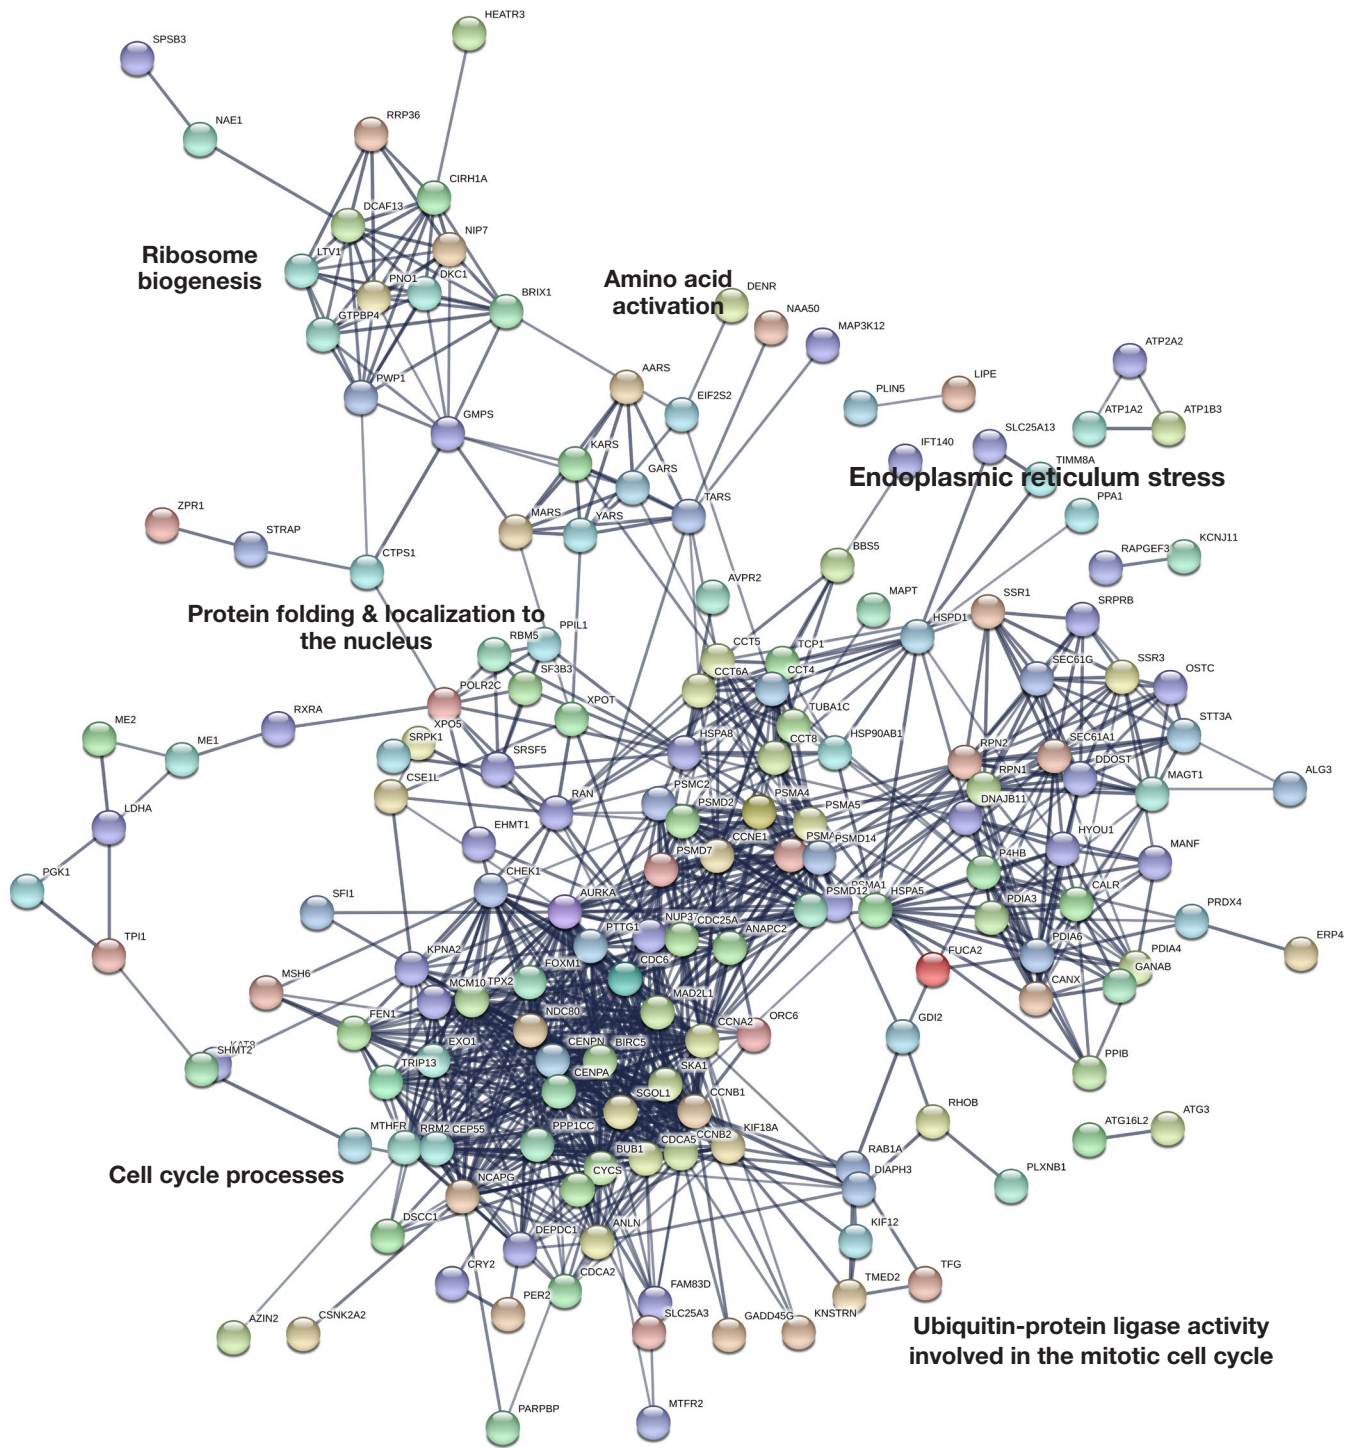 HEATR3
SPSB3
NAE1
RRP36
CIRH1A
DCAF13
NIP7
Ribosome
biogenesis
LTV1
PNO1
DKC1
BRIX1
GTPBP4
Amino acid
activation
DENR
NAA50
MAP3K12
ATP2A2
AARS
PWP1
EIF2S2
PLIN5
LIPE
ATP1A2
ATP1B3
GMPS
KARS
IFT140
SLC25A13
TIMM8A
GARS
Endoplasmic reticulum stress
TARS
PPA1
ZPR1
STRAP
MARS
YARS
CTPS1
BBS5
RAPGEF3
KCNJ11
AVPR2
MAPT
Protein folding & localization to
the nucleus
HSPD1
SSR1
SRPRB
RBM5
PPIL1
CCT5
TCP1
SF3B3
CCT6A
CCT4
SEC61G
SSR3
OSTC
POLR2C
XPOT
RXRA
ME2
ME1
XPO5
SRPK1
TUBA1C
STT3A
SRSF5
HSPA8
CCT8
HSP90AB1
RPN2
SEC61A1
DDOST
CSE1L
RPN1
MAGT1
ALG3
RAN
PSMC2
PSMD2
PSMA4
PSMA5
DNAJB11
LDHA
EHMT1
CCNE1
PSMD7
PSMA
PSMD14
HYOU1
MANF
P4HB
PGK1
CHEK1
SFI1
AURKA
PSMD12
PSMA1
HSPA5
PDIA3
CALR
PRDX4
NUP37
CDC25A
PTTG1
ANAPC2
TPI1
FUCA2
PDIA6
PDIA4
ERP4
KPNA2
FOXM1
CDC6
GANAB
MSH6
MCM10
TPX2
CANX
MAD2L1
FEN1
NDC80
CCNA2
ORC6
GDI2
EXO1
CENPN
BIRC5
KAT8
SHMT2
TRIP13
CENPA
SKA1
PPIB
SGOL1
CCNB1
RHOB
ATG16L2
ATG3
MTHFR
RRM2
CEP55
PPP1CC
CCNB2
KIF18A
BUB1
CDCA5
RAB1A
DIAPH3
PLXNB1
Cell cycle processes
CYCS
NCAPG
DSCC1
DEPDC1
ANLN
KIF12
CRY2
CDCA2
FAM83D
TMED2
TFG
PER2
SLC25A3
GADD45G
KNSTRN
AZIN2
CSNK2A2
Ubiquitin-protein ligase activity
involved in the mitotic cell cycle
PARPBP
MTFR2